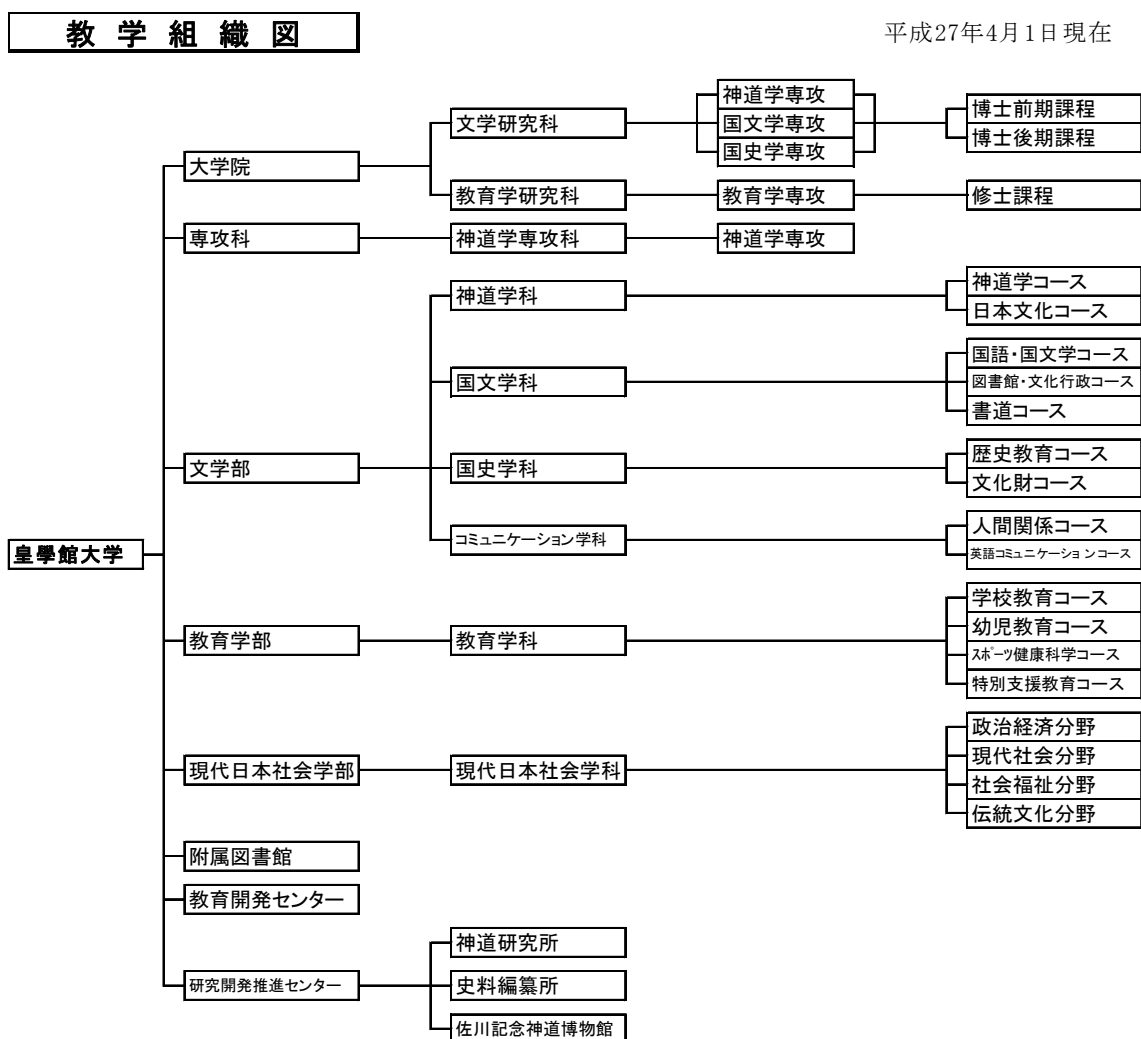 教学組織図
平成27年4月1日現在
皇學館大学
大学院
文学研究科
神道学専攻
国文学専攻
国史学専攻
博士前期課程
博士後期課程
教育学研究科
教育学専攻
修士課程
専攻科
神道学専攻科
神道学専攻
文学部
神道学科
神道学コース
日本文化コース
国文学科
国語・国文学コース
図書館・文化行政コース
書道コース
国史学科
歴史教育コース
文化財コース
コミュニケーション学科
人間関係コース
英語コミュニケーションコース
教育学部
教育学科
学校教育コース
幼児教育コース
スポーツ健康科学コース
特別支援教育コース
現代日本社会学部
現代日本社会学科
政治経済分野
現代社会分野
社会福祉分野
伝統文化分野
附属図書館
教育開発センター
研究開発推進センター
神道研究所
史料編纂所
佐川記念神道博物館